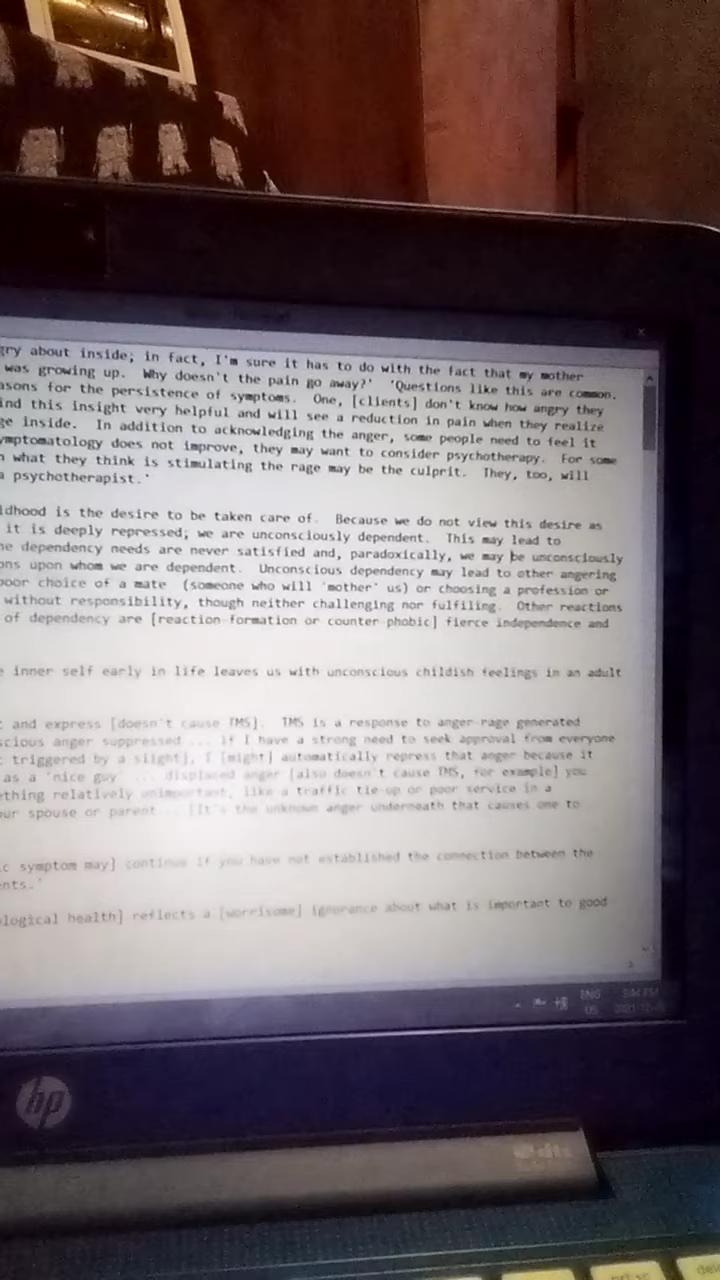 gry about inside; in fact, I'm sure it has to do with the fact that my mother
was growing up. Why doesn't the pain go away?' 'Questions like this are common.
asons for the persistence of symptoms. One, [clients] don't know how angry they
ind this insight very helpful and will see a reduction in pain when they realize
ge inside. In addition to acknowledging the anger, some people need to feel it
ymptomatology does not improve, they may want to consider psychotherapy. For some
n what they think is stimulating the rage may be the culprit. They, too, will
a psychotherapist.'
ldhood is the desire to be taken care of. Because we do not view this desire as
it is deeply repressed; we are unconsciously dependent. This may lead to
he dependency needs are never satisfied and, paradoxically, we may be unconsciously
ons upon whom we are dependent. Unconscious dependency may lead to other angering
poor choice of a mate (someone who will 'mother' us) or choosing a profession or
without responsibility, though neither challenging nor fulfiling. Other reactions
of dependency are [reaction-formation or counter-phobic] fierce independence and
e inner self early in life leaves us with unconscious childish feelings in an adult
t and express [doesn't cause TMS]. TMS is a response to anger-rage generated
scious anger suppressed ... If I have a strong need to seek approval from everyone
t triggered by a slight], I [might] automatically repress that anger because it
as a 'nice guy' ... displaced anger [also doesn't cause TMS, for example] you
ething relatively unimportant, like a traffic tie-up or poor service in a
our spouse or parent... [It's the unknown anger underneath that causes one to
ic symptom may] continue if you have not established the connection between the
ents.'
ological health] reflects a [worrisome] ignorance about what is important to good
ENG
US
hp